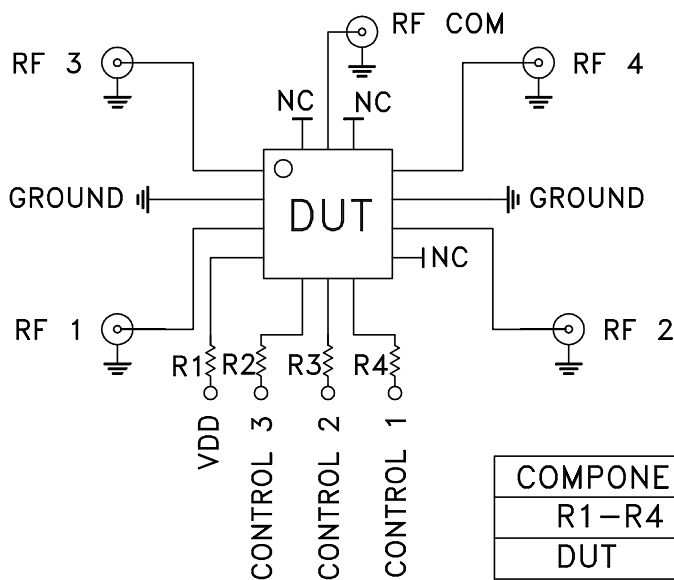 RF COM
RF 3
RF 4
NC
NC
GROUND
DUT
GROUND
NC
RF 1
RF 2
R1
R2
R3
R4
VDD
CONTROL 3
CONTROL 2
CONTROL 1
COMPONE
R1-R4
DUT